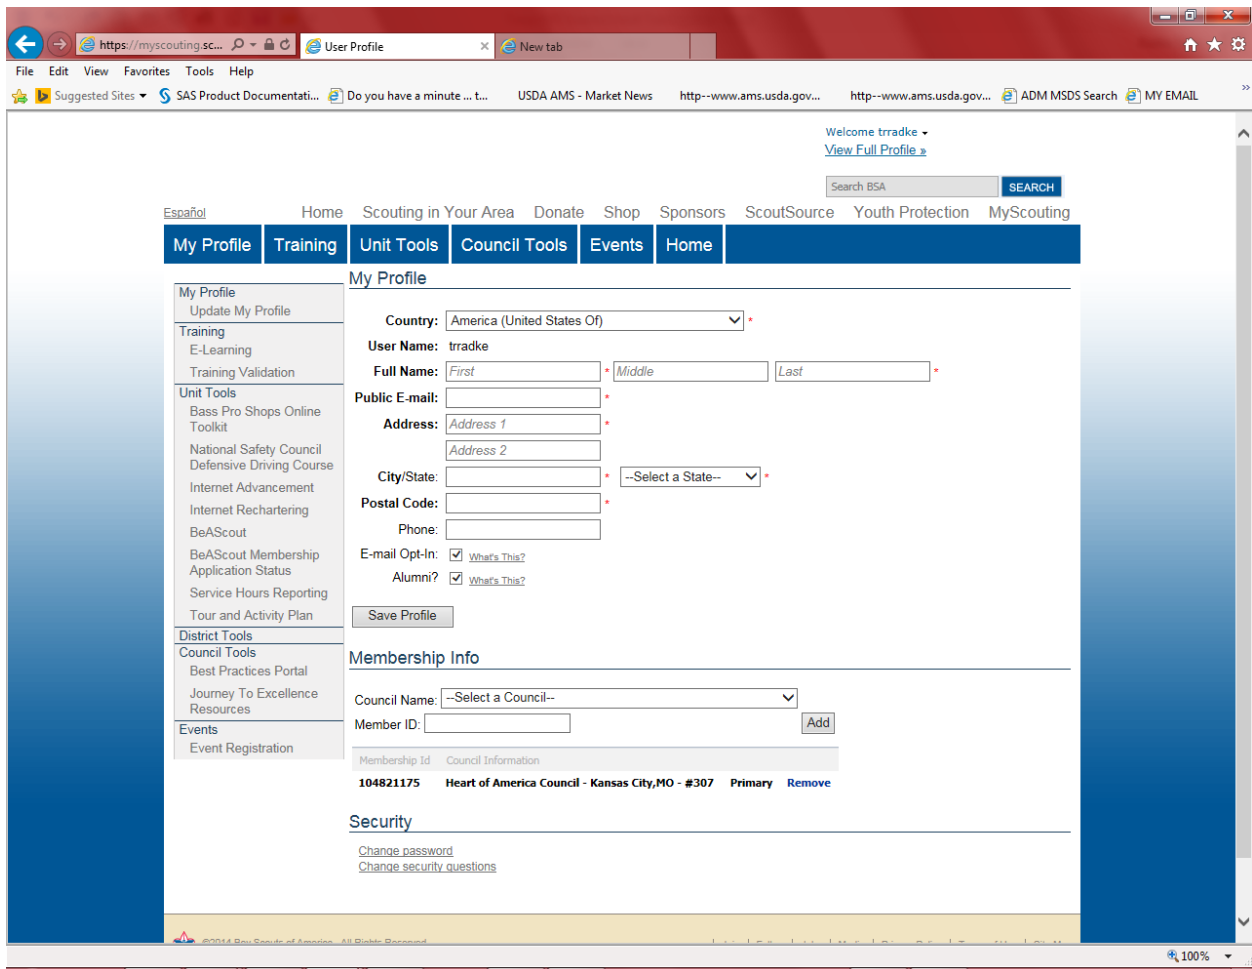 https://myscouting.sc...
User Profile
New tab
File Edit View Favorites Tools Help
Suggested Sites SAS Product Documentati... Do you have a minute ... t... USDA AMS - Market News http--www.ams.usda.gov... http--www.ams.usda.gov... ADM MSDS Search MY EMAIL
Welcome trradke
View Full Profile »
Search BSA SEARCH
Español Home Scouting in Your Area Donate Shop Sponsors ScoutSource Youth Protection MyScouting
My Profile Training Unit Tools Council Tools Events Home
My Profile
Update My Profile
Training
E-Learning
Training Validation
Unit Tools
Bass Pro Shops Online
Toolkit
National Safety Council
Defensive Driving Course
Internet Advancement
Internet Rechartering
BeAScout
BeAScout Membership
Application Status
Service Hours Reporting
Tour and Activity Plan
District Tools
Council Tools
Best Practices Portal
Journey To Excellence
Resources
Events
Event Registration
My Profile
Country: America (United States Of) *
User Name: trradke
Full Name: First * Middle Last *
Public E-mail: *
Address: Address 1 *
Address 2
City/State: * --Select a State-- *
Postal Code: *
Phone:
E-mail Opt-In: What's This?
Alumni? What's This?
Save Profile
Membership Info
Council Name: --Select a Council--
Member ID: Add
Membership Id Council Information
104821175 Heart of America Council - Kansas City,MO - #307 Primary Remove
Security
Change password
Change security questions
©2014 Boy Scouts of America All Rights Reserved
100%